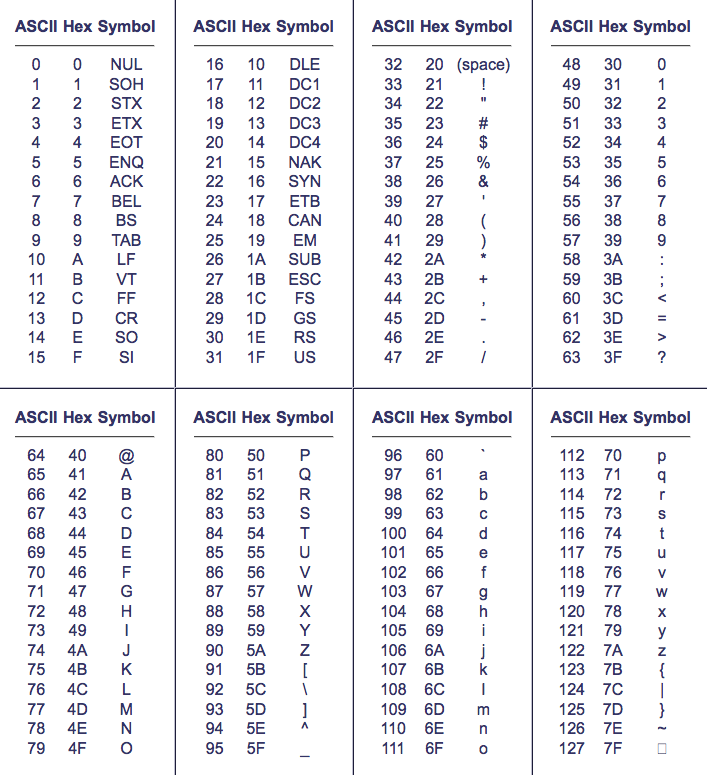 ASCII Hex Symbol
0 0 NUL
1 1 SOH
2 2 STX
3 3 ETX
4 4 EOT
5 5 ENQ
6 6 ACK
7 7 BEL
8 8 BS
9 9 TAB
10 A LF
11 B VT
12 C FF
13 D CR
14 E SO
15 F SI
ASCII Hex Symbol
16 10 DLE
17 11 DC1
18 12 DC2
19 13 DC3
20 14 DC4
21 15 NAK
22 16 SYN
23 17 ETB
24 18 CAN
25 19 EM
26 1A SUB
27 1B ESC
28 1C FS
29 1D GS
30 1E RS
31 1F US
ASCII Hex Symbol
32 20 (space)
33 21 !
34 22 "
35 23 #
36 24 $
37 25 %
38 26 &
39 27 '
40 28 (
41 29 )
42 2A *
43 2B +
44 2C ,
45 2D -
46 2E .
47 2F /
ASCII Hex Symbol
48 30 0
49 31 1
50 32 2
51 33 3
52 34 4
53 35 5
54 36 6
55 37 7
56 38 8
57 39 9
58 3A :
59 3B ;
60 3C <
61 3D =
62 3E >
63 3F ?
ASCII Hex Symbol
64 40 @
65 41 A
66 42 B
67 43 C
68 44 D
69 45 E
70 46 F
71 47 G
72 48 H
73 49 I
74 4A J
75 4B K
76 4C L
77 4D M
78 4E N
79 4F O
ASCII Hex Symbol
80 50 P
81 51 Q
82 52 R
83 53 S
84 54 T
85 55 U
86 56 V
87 57 W
88 58 X
89 59 Y
90 5A Z
91 5B [
92 5C \
93 5D ]
94 5E ^
95 5F _
ASCII Hex Symbol
96 60 `
97 61 a
98 62 b
99 63 c
100 64 d
101 65 e
102 66 f
103 67 g
104 68 h
105 69 i
106 6A j
107 6B k
108 6C l
109 6D m
110 6E n
111 6F o
ASCII Hex Symbol
112 70 p
113 71 q
114 72 r
115 73 s
116 74 t
117 75 u
118 76 v
119 77 w
120 78 x
121 79 y
122 7A z
123 7B {
124 7C |
125 7D }
126 7E ~
127 7F □